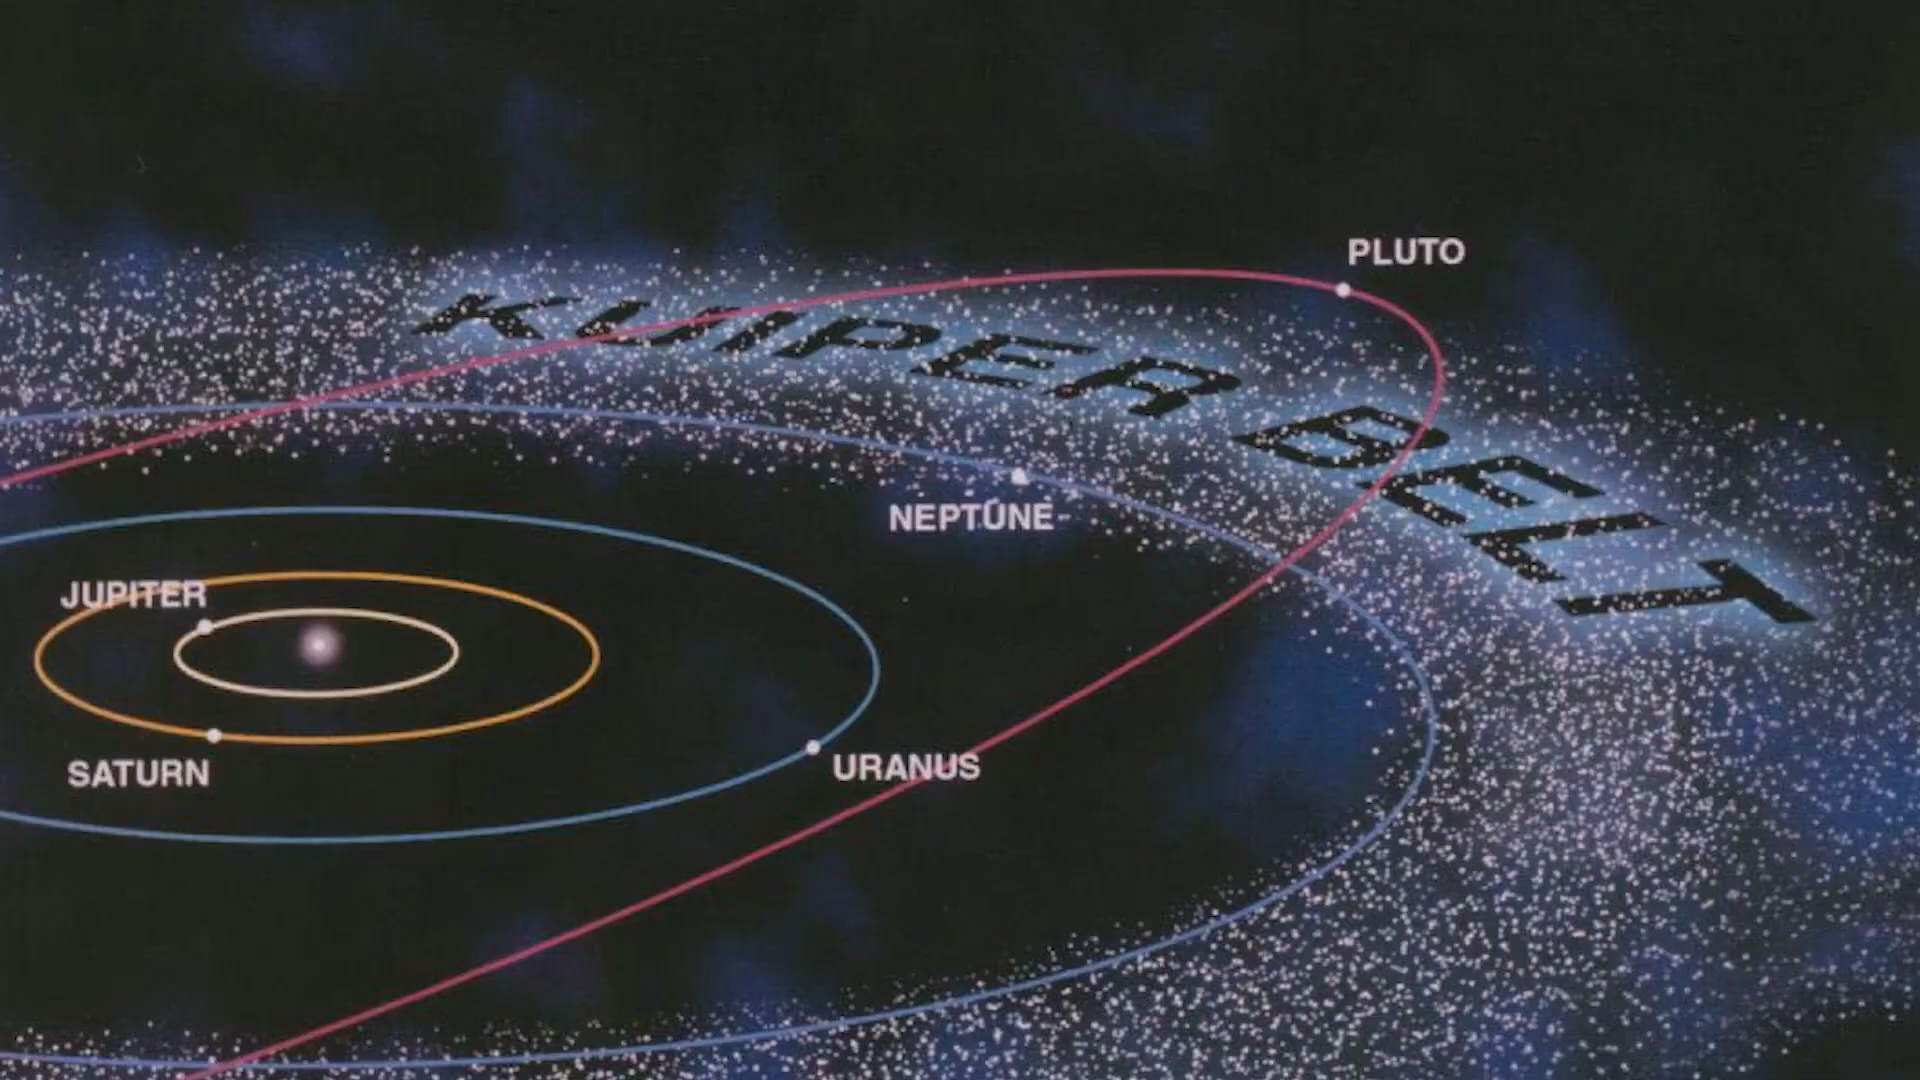 PLUTO
KUIPER BELT
NEPTUNE
JUPITER
URANUS
SATURN